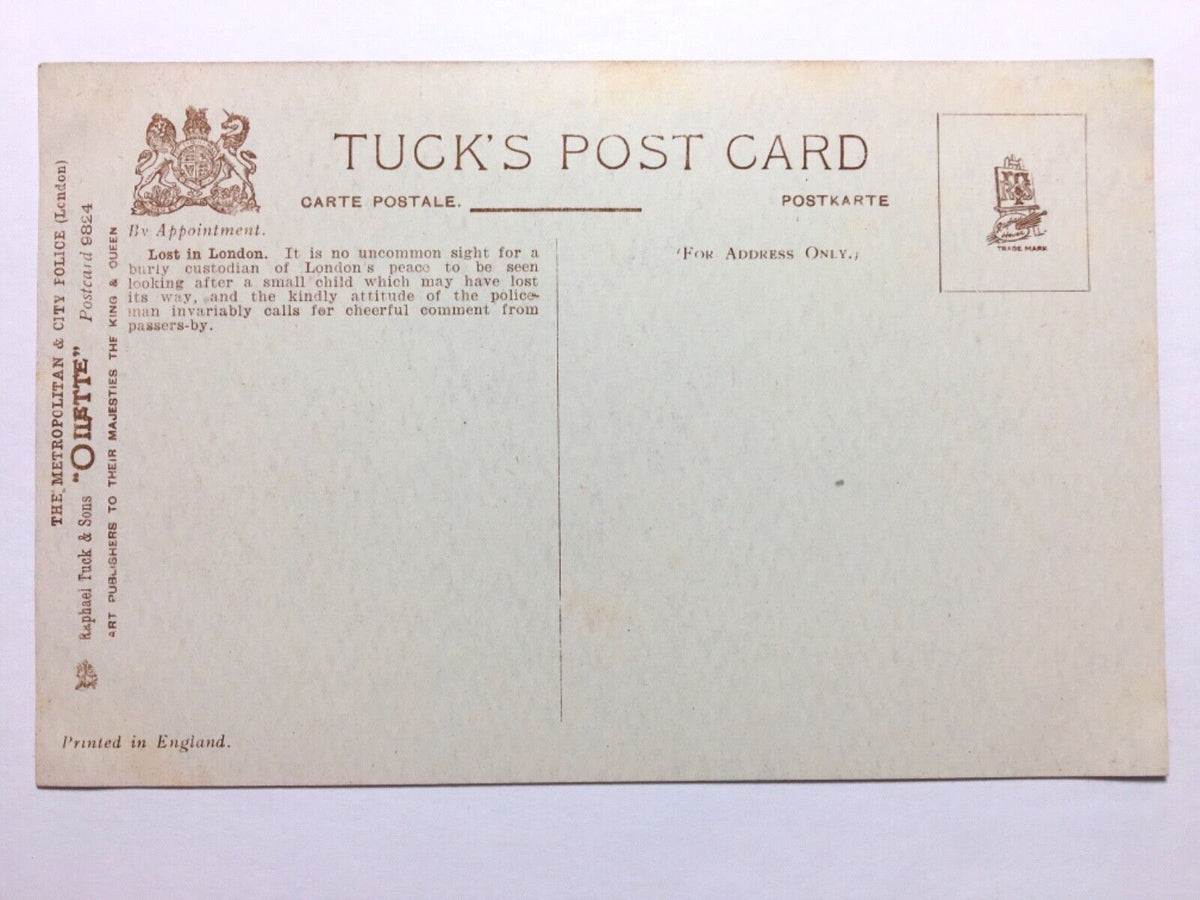 TUCK'S POST CARD
CARTE POSTALE.
POSTKARTE
By Appointment.
(FOR ADDRESS ONLY.)
Lost in London. It is no uncommon sight for a
burly custodian of London's peace to be seen
looking after a small child which may have lost
its way, and the kindly attitude of the police-
man invariably calls for cheerful comment from
passers-by.
THE METROPOLITAN & CITY POLICE (London)
Raphael Tuck & Sons "OILETTE" Postcard 9824
ART PUBLISHERS TO THEIR MAJESTIES THE KING & QUEEN
TRADE MARK
Printed in England.